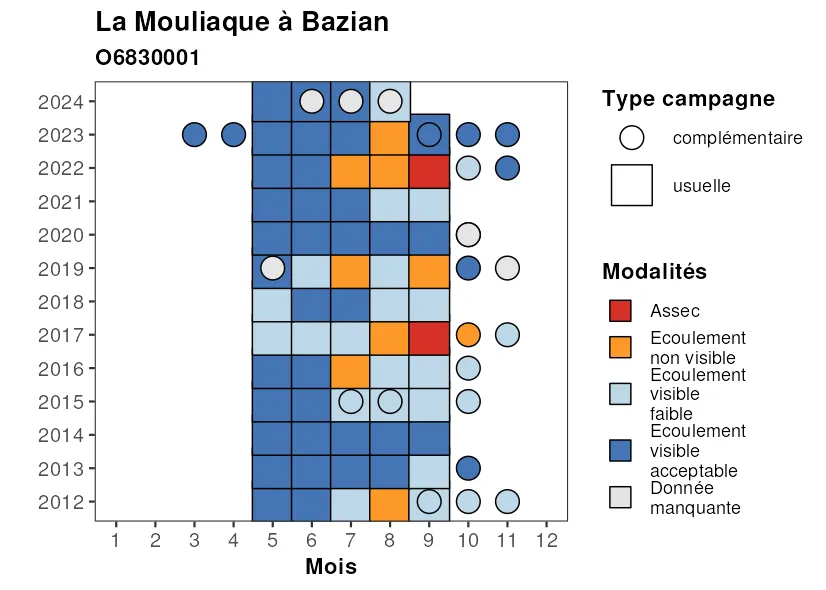 La Mouliaque à Bazian
O6830001
2024
2023
2022
2021
2020
2019
2018
2017
2016
2015
2014
2013
2012
1 2 3 4 5 6 7 8 9 10 11 12
Mois
Type campagne
complémentaire
usuelle
Modalités
Assec
Ecoulement
non visible
Ecoulement
visible
faible
Ecoulement
visible
acceptable
Donnée
manquante